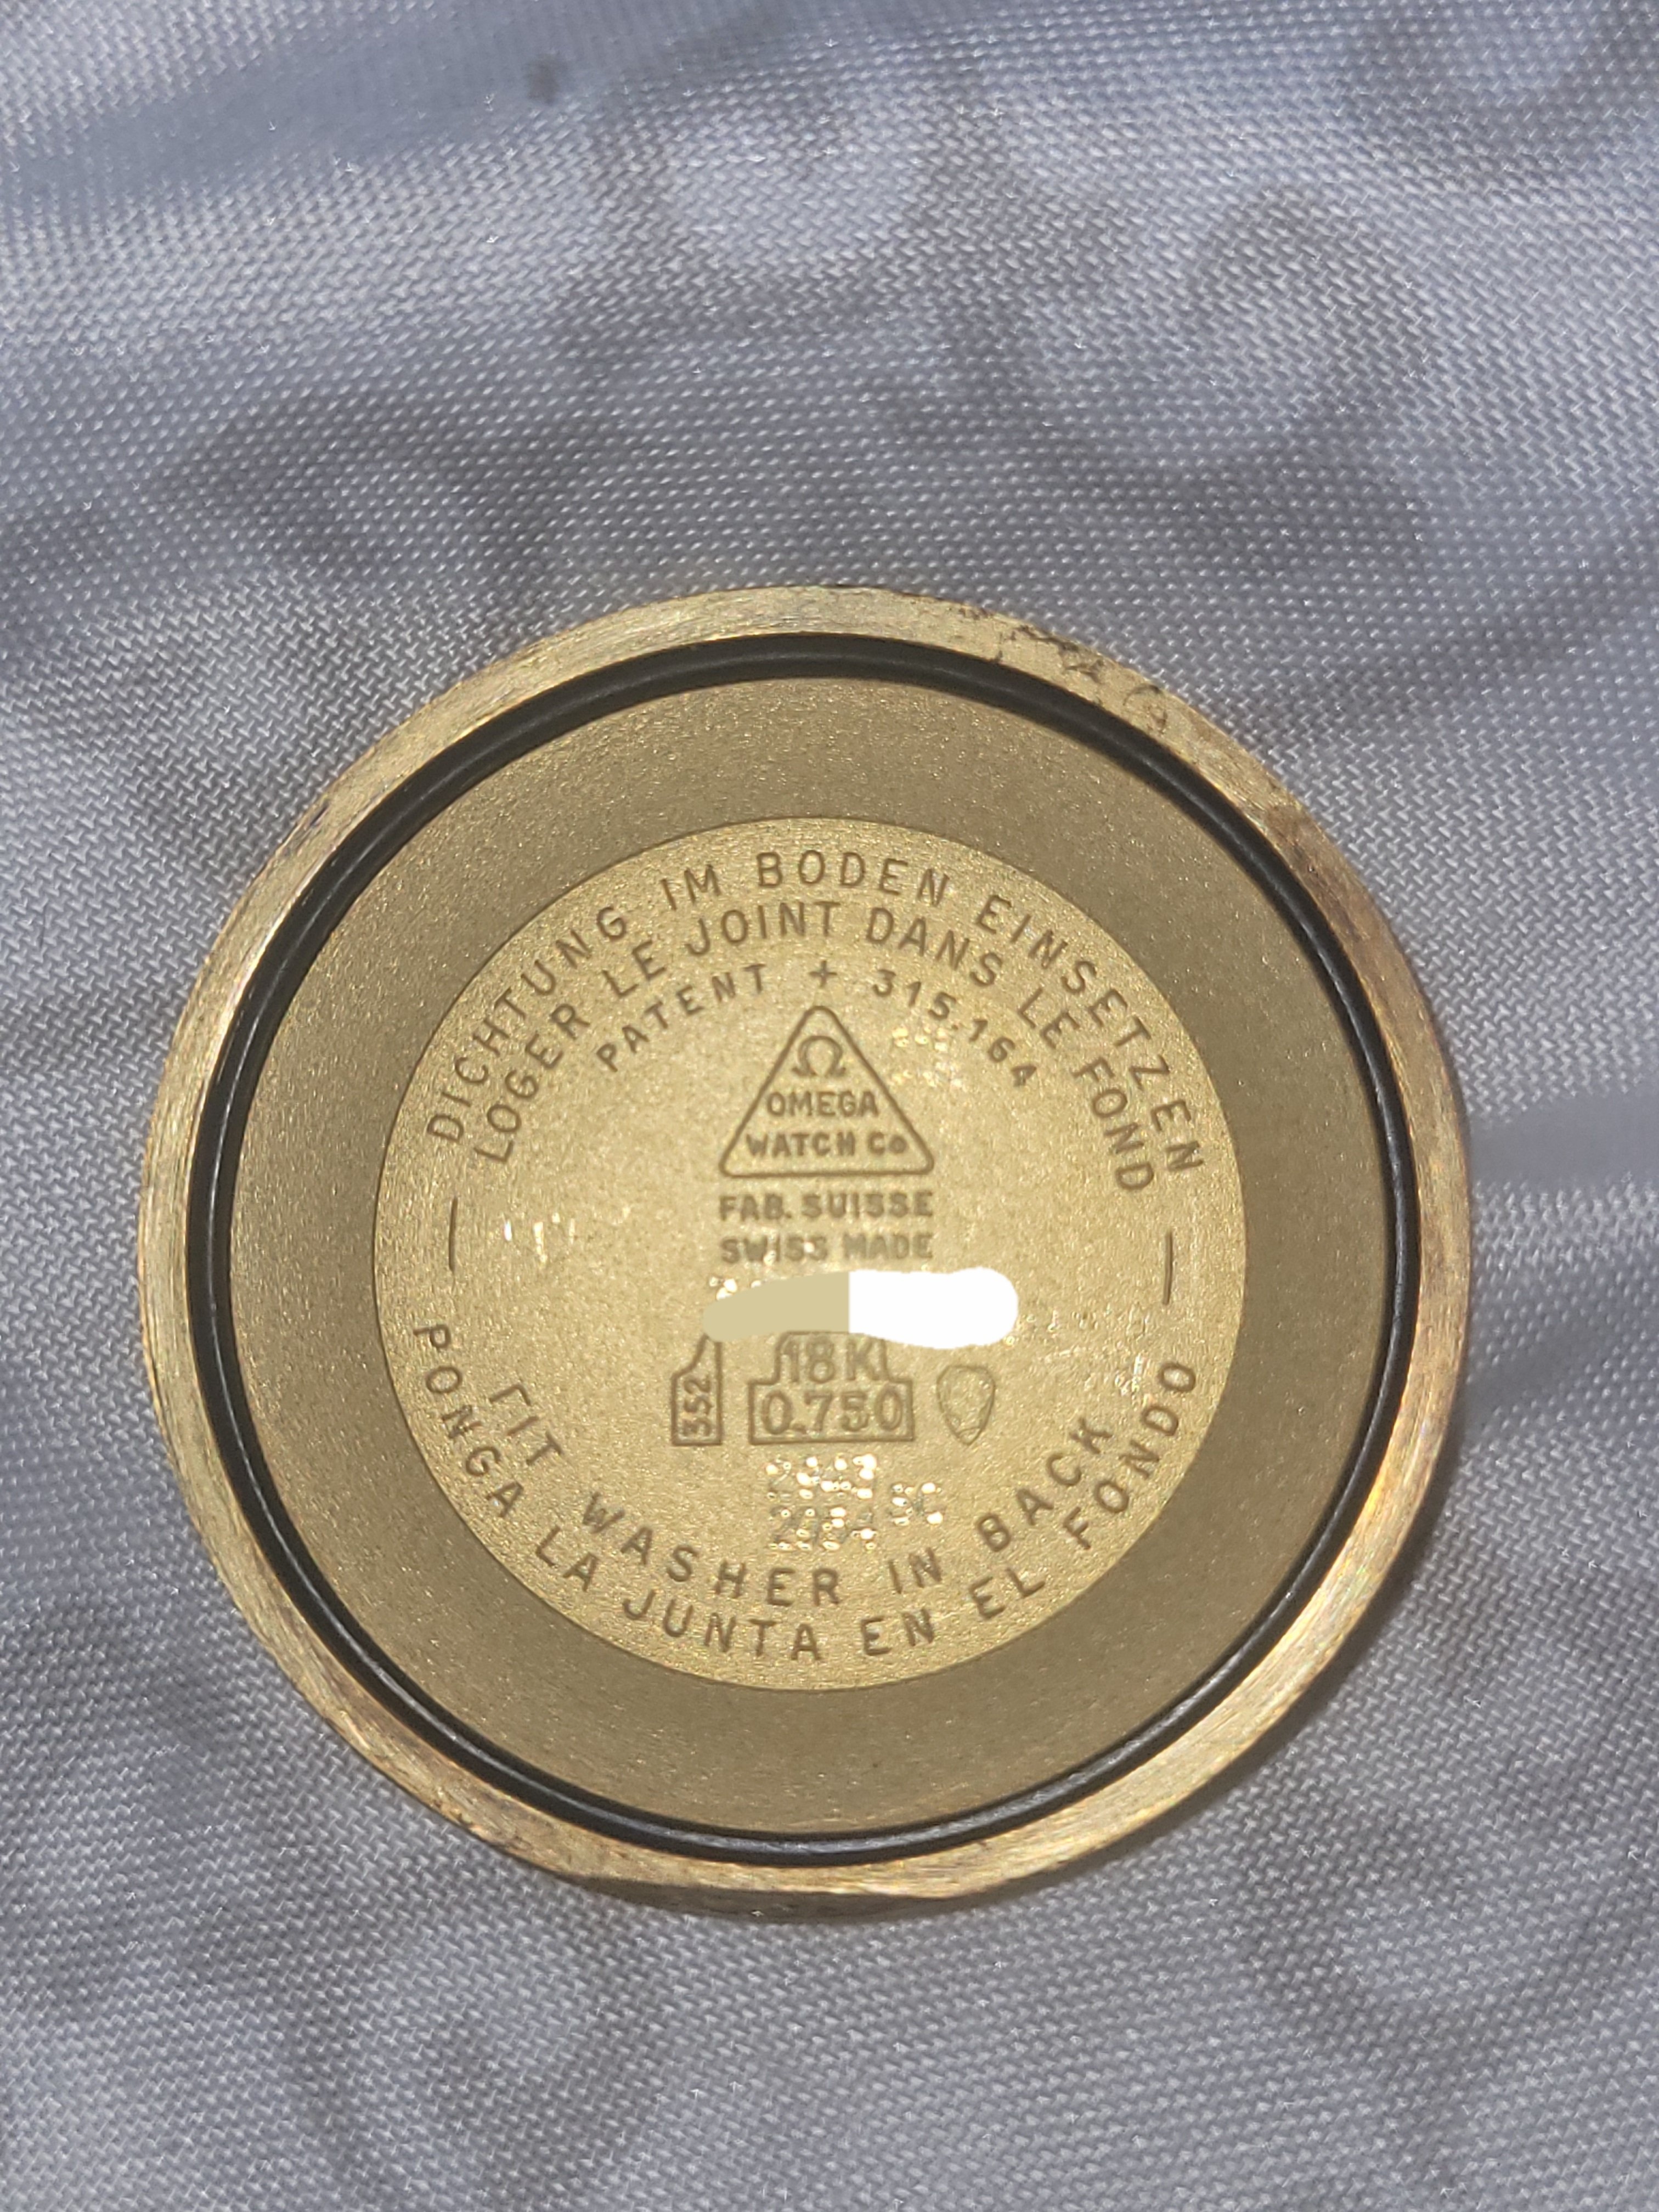 DICHTUNG IM BODEN EINSETZEN
LOGER LE JOINT DANS LE FOND
PATENT + 315.164
Ω
OMEGA
WATCH Co
FAB. SUISSE
SWISS MADE
18K
0.750
352
SC
FIT WASHER IN BACK
PONGA LA JUNTA EN EL FONDO